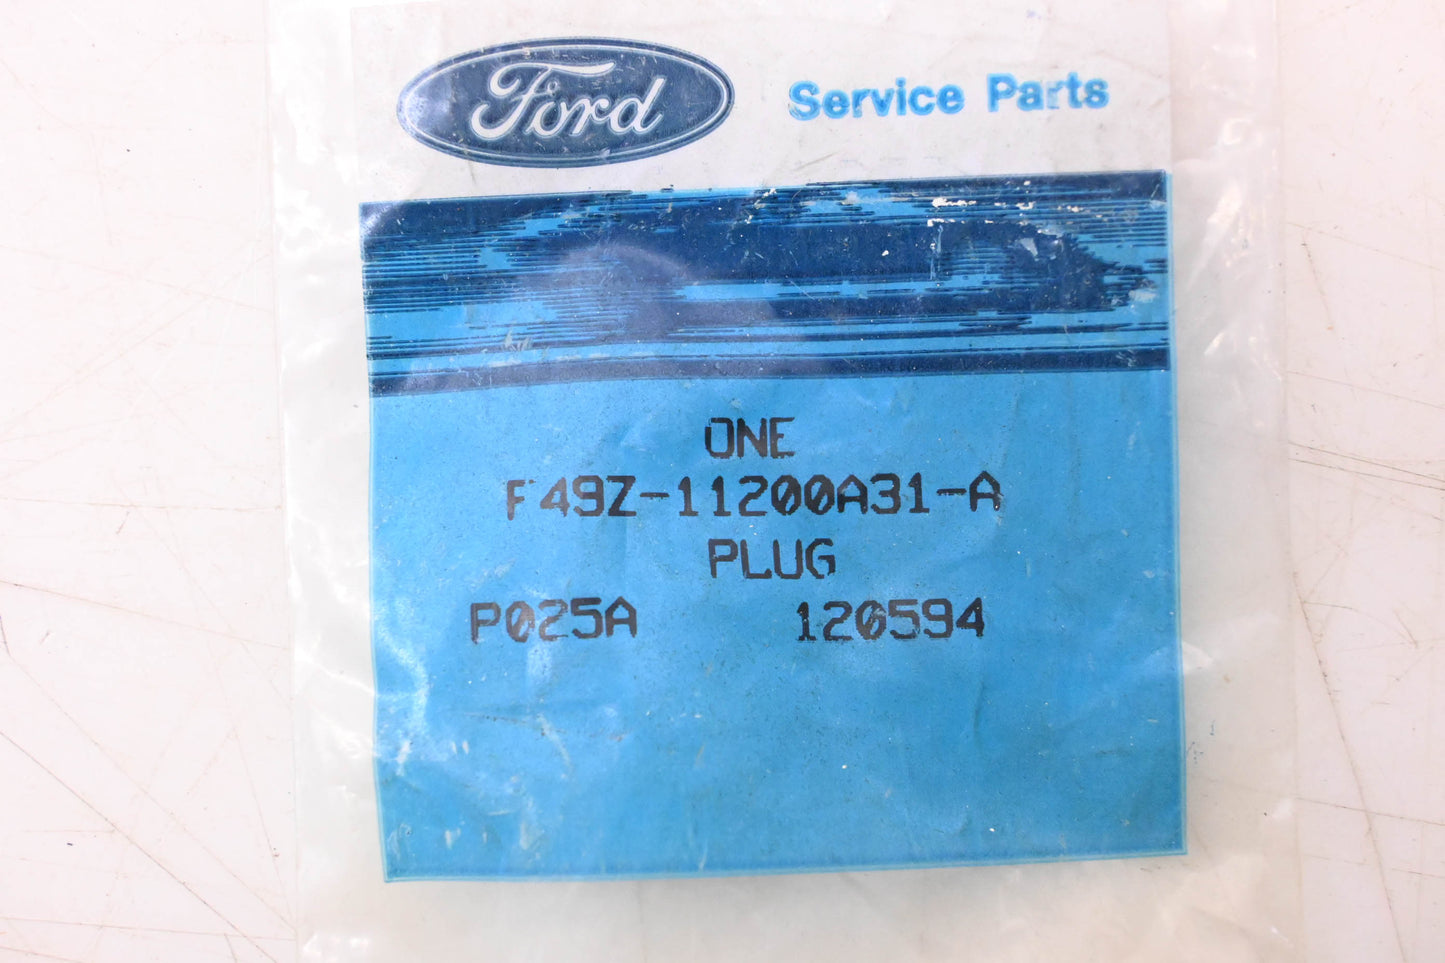 Ford
Service Parts
ONE
F49Z-11200A31-A
PLUG
P025A 120594